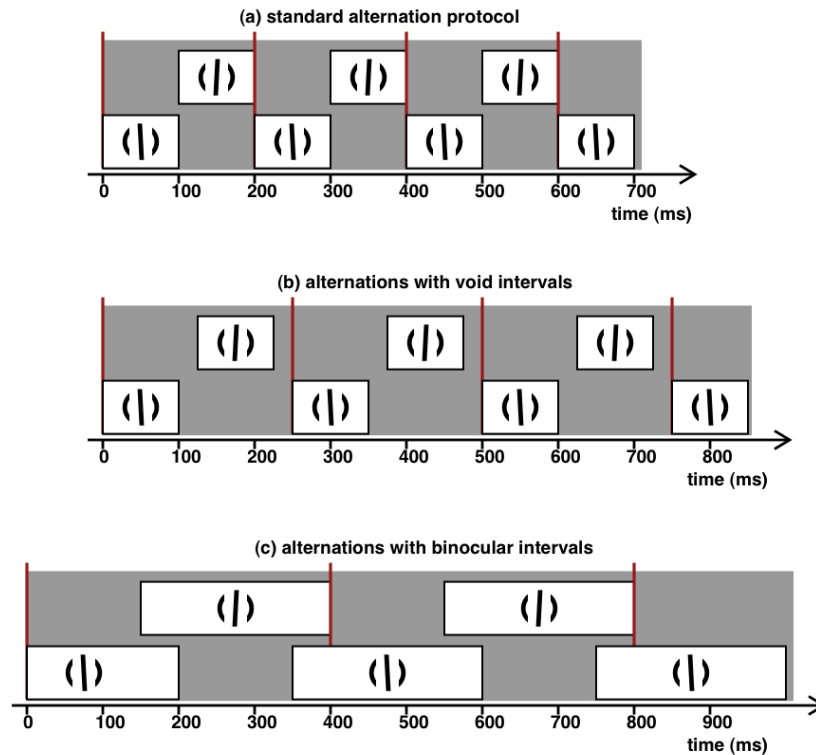 (a) standard alternation protocol
0 100 200 300 400 500 600 700
time (ms)
(b) alternations with void intervals
0 100 200 300 400 500 600 700 800
time (ms)
(c) alternations with binocular intervals
0 100 200 300 400 500 600 700 800 900
time (ms)